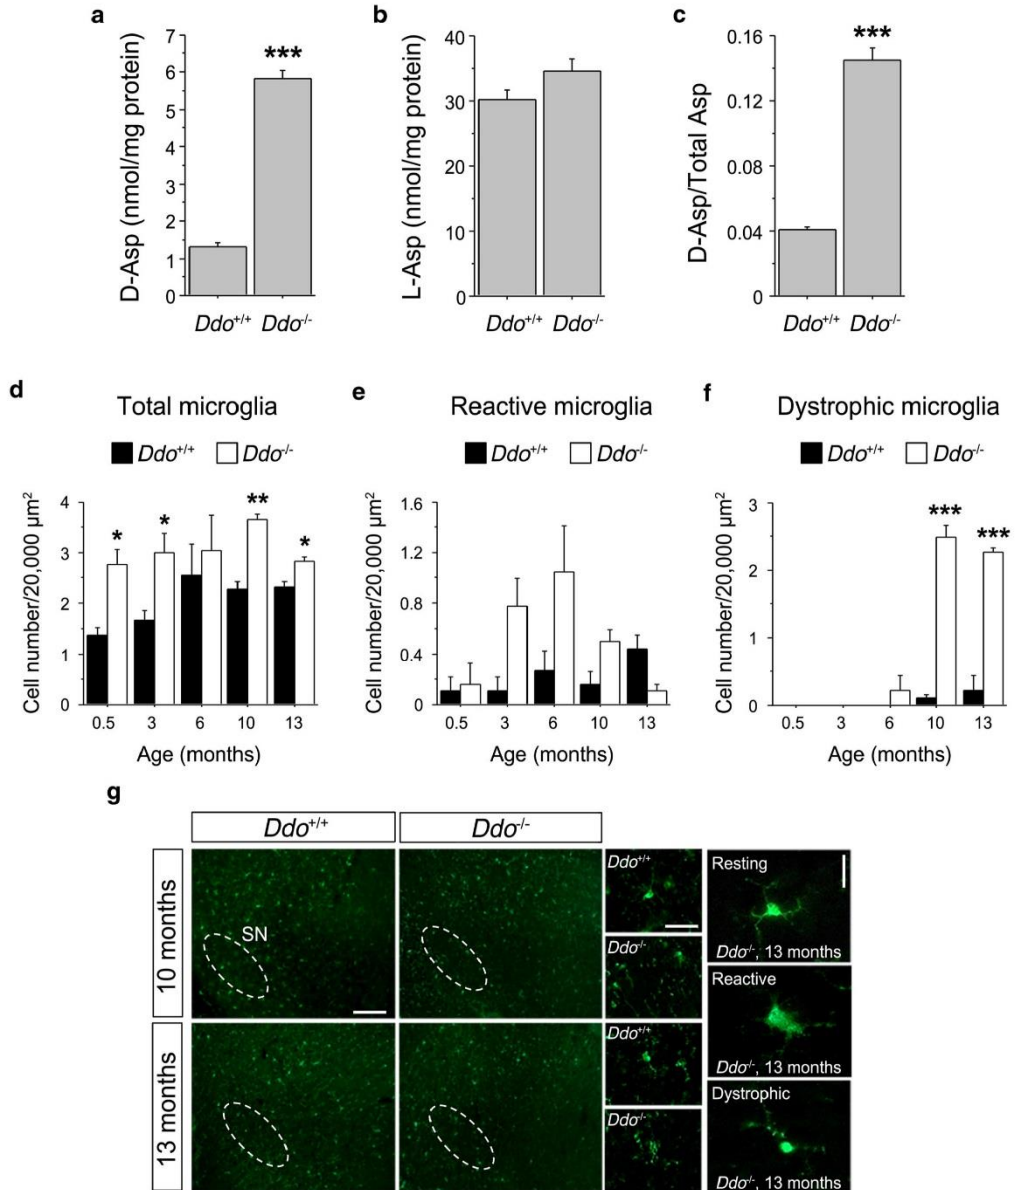 a
7
6
5
4
3
2
1
0
D-Asp (nmol/mg protein)
***
Ddo+/+ Ddo-/-
b
40
30
20
10
0
L-Asp (nmol/mg protein)
Ddo+/+ Ddo-/-
c
0.16
0.12
0.08
0.04
0
D-Asp/Total Asp
***
Ddo+/+ Ddo-/-
d
Total microglia
Ddo+/+ Ddo-/-
Cell number/20,000 µm²
4
3
2
1
0
* * ** *
0.5 3 6 10 13
Age (months)
e
Reactive microglia
Ddo+/+ Ddo-/-
Cell number/20,000 µm²
1.6
1.2
0.8
0.4
0
0.5 3 6 10 13
Age (months)
f
Dystrophic microglia
Ddo+/+ Ddo-/-
Cell number/20,000 µm²
3
2
1
0
*** ***
0.5 3 6 10 13
Age (months)
g
Ddo+/+ Ddo-/-
10 months
SN
13 months
Ddo+/+
Ddo-/-
Ddo+/+
Ddo-/-
Resting
Ddo-/-, 13 months
Reactive
Ddo-/-, 13 months
Dystrophic
Ddo-/-, 13 months